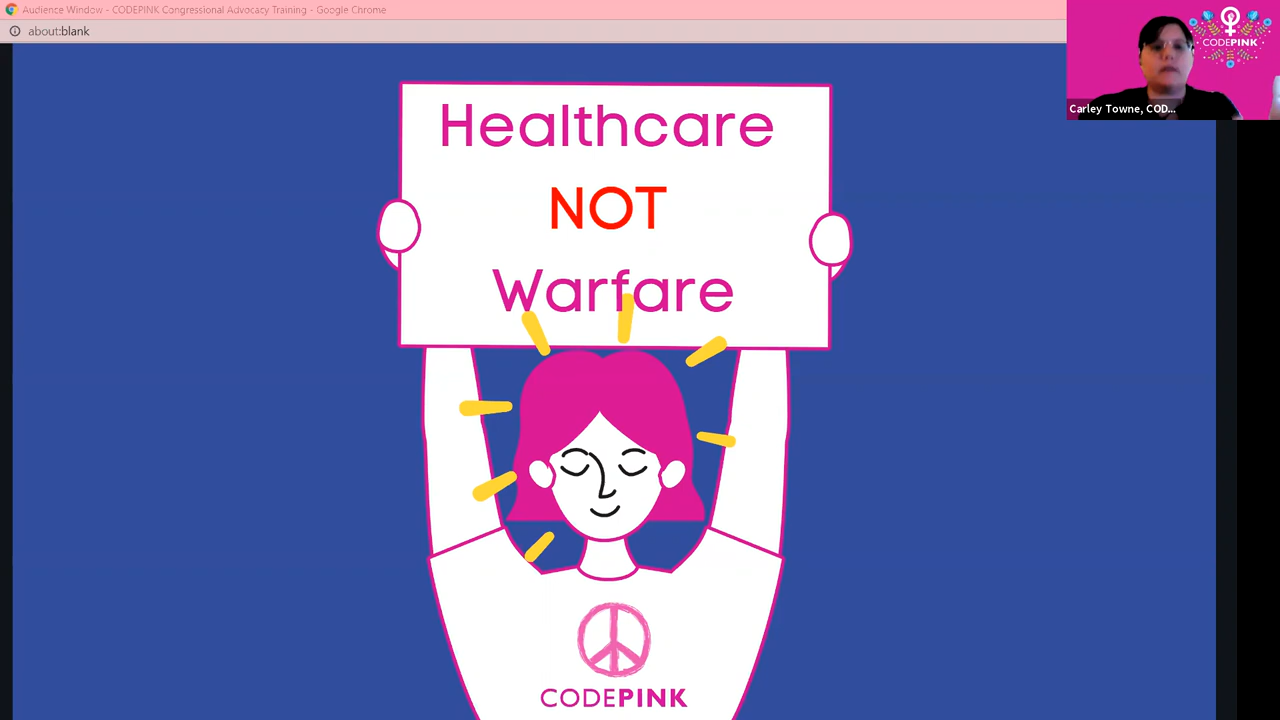 Audience Window - CODEPINK Congressional Advocacy Training - Google Chrome
about:blank
CODEPINK
Carley Towne, COD...
Healthcare
NOT
Warfare
CODEPINK